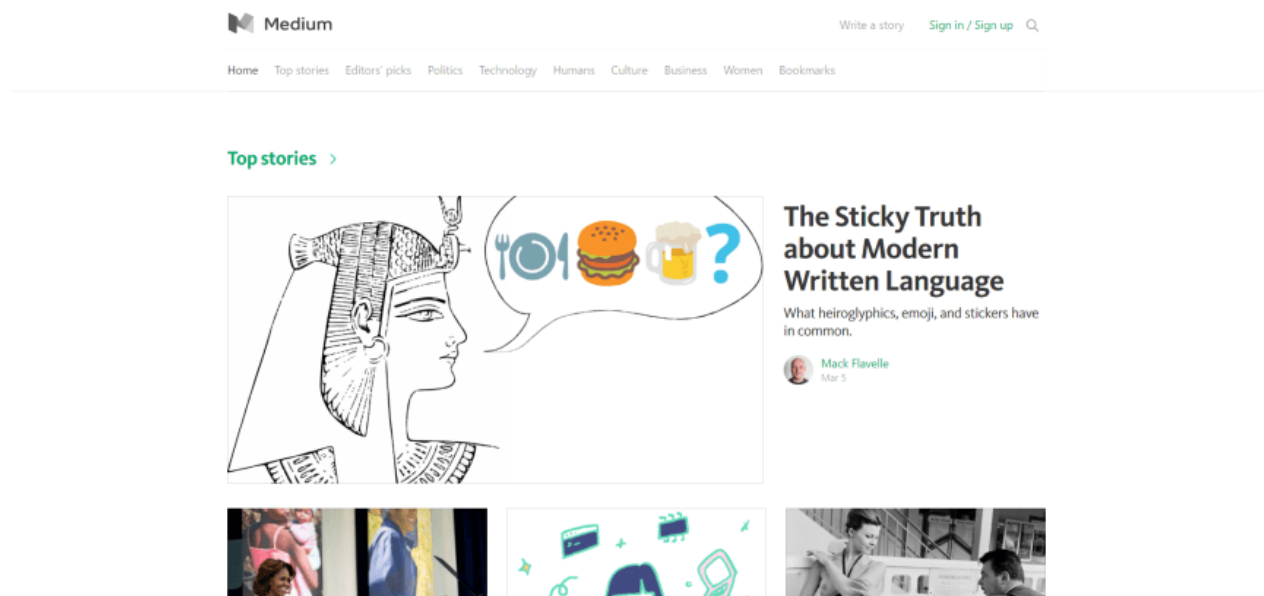 Medium
Write a story
Sign in / Sign up
Home Top stories Editors' picks Politics Technology Humans Culture Business Women Bookmarks
Top stories
The Sticky Truth
about Modern
Written Language
What heiroglyphics, emoji, and stickers have
in common.
Mack Flavelle
Mar 5
?